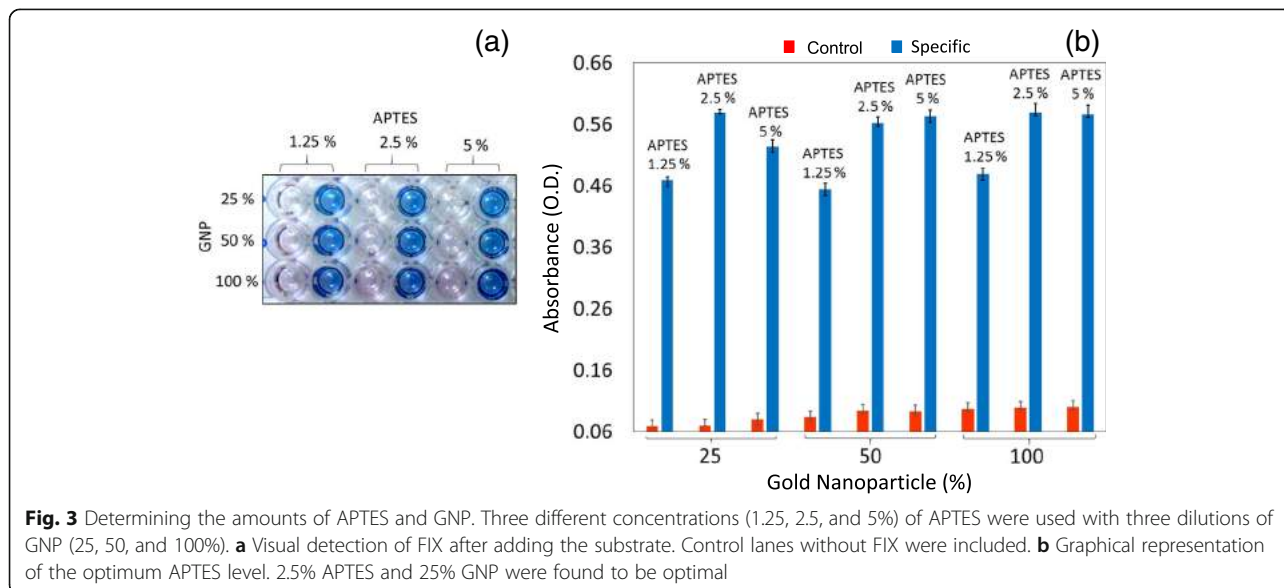 (a)
APTES
1.25 % 2.5 % 5 %
25 %
50 %
100 %
GNP
(b)
Control Specific
0.66
0.56
0.46
0.36
0.26
0.16
0.06
Absorbance (O.D.)
APTES
1.25 %
APTES
2.5 %
APTES
5 %
APTES
1.25 %
APTES
2.5 %
APTES
5 %
APTES
1.25 %
APTES
2.5 %
APTES
5 %
25 50 100
Gold Nanoparticle (%)
Fig. 3 Determining the amounts of APTES and GNP. Three different concentrations (1.25, 2.5, and 5%) of APTES were used with three dilutions of
GNP (25, 50, and 100%). a Visual detection of FIX after adding the substrate. Control lanes without FIX were included. b Graphical representation
of the optimum APTES level. 2.5% APTES and 25% GNP were found to be optimal